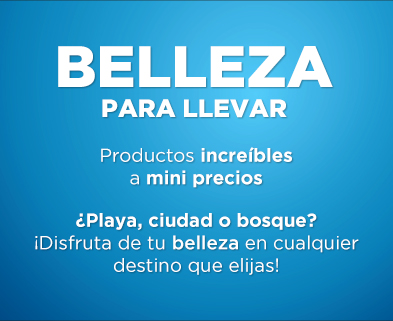 BELLEZA
PARA LLEVAR
Productos increíbles
a mini precios
¿Playa, ciudad o bosque?
¡Disfruta de tu belleza en cualquier
destino que elijas!